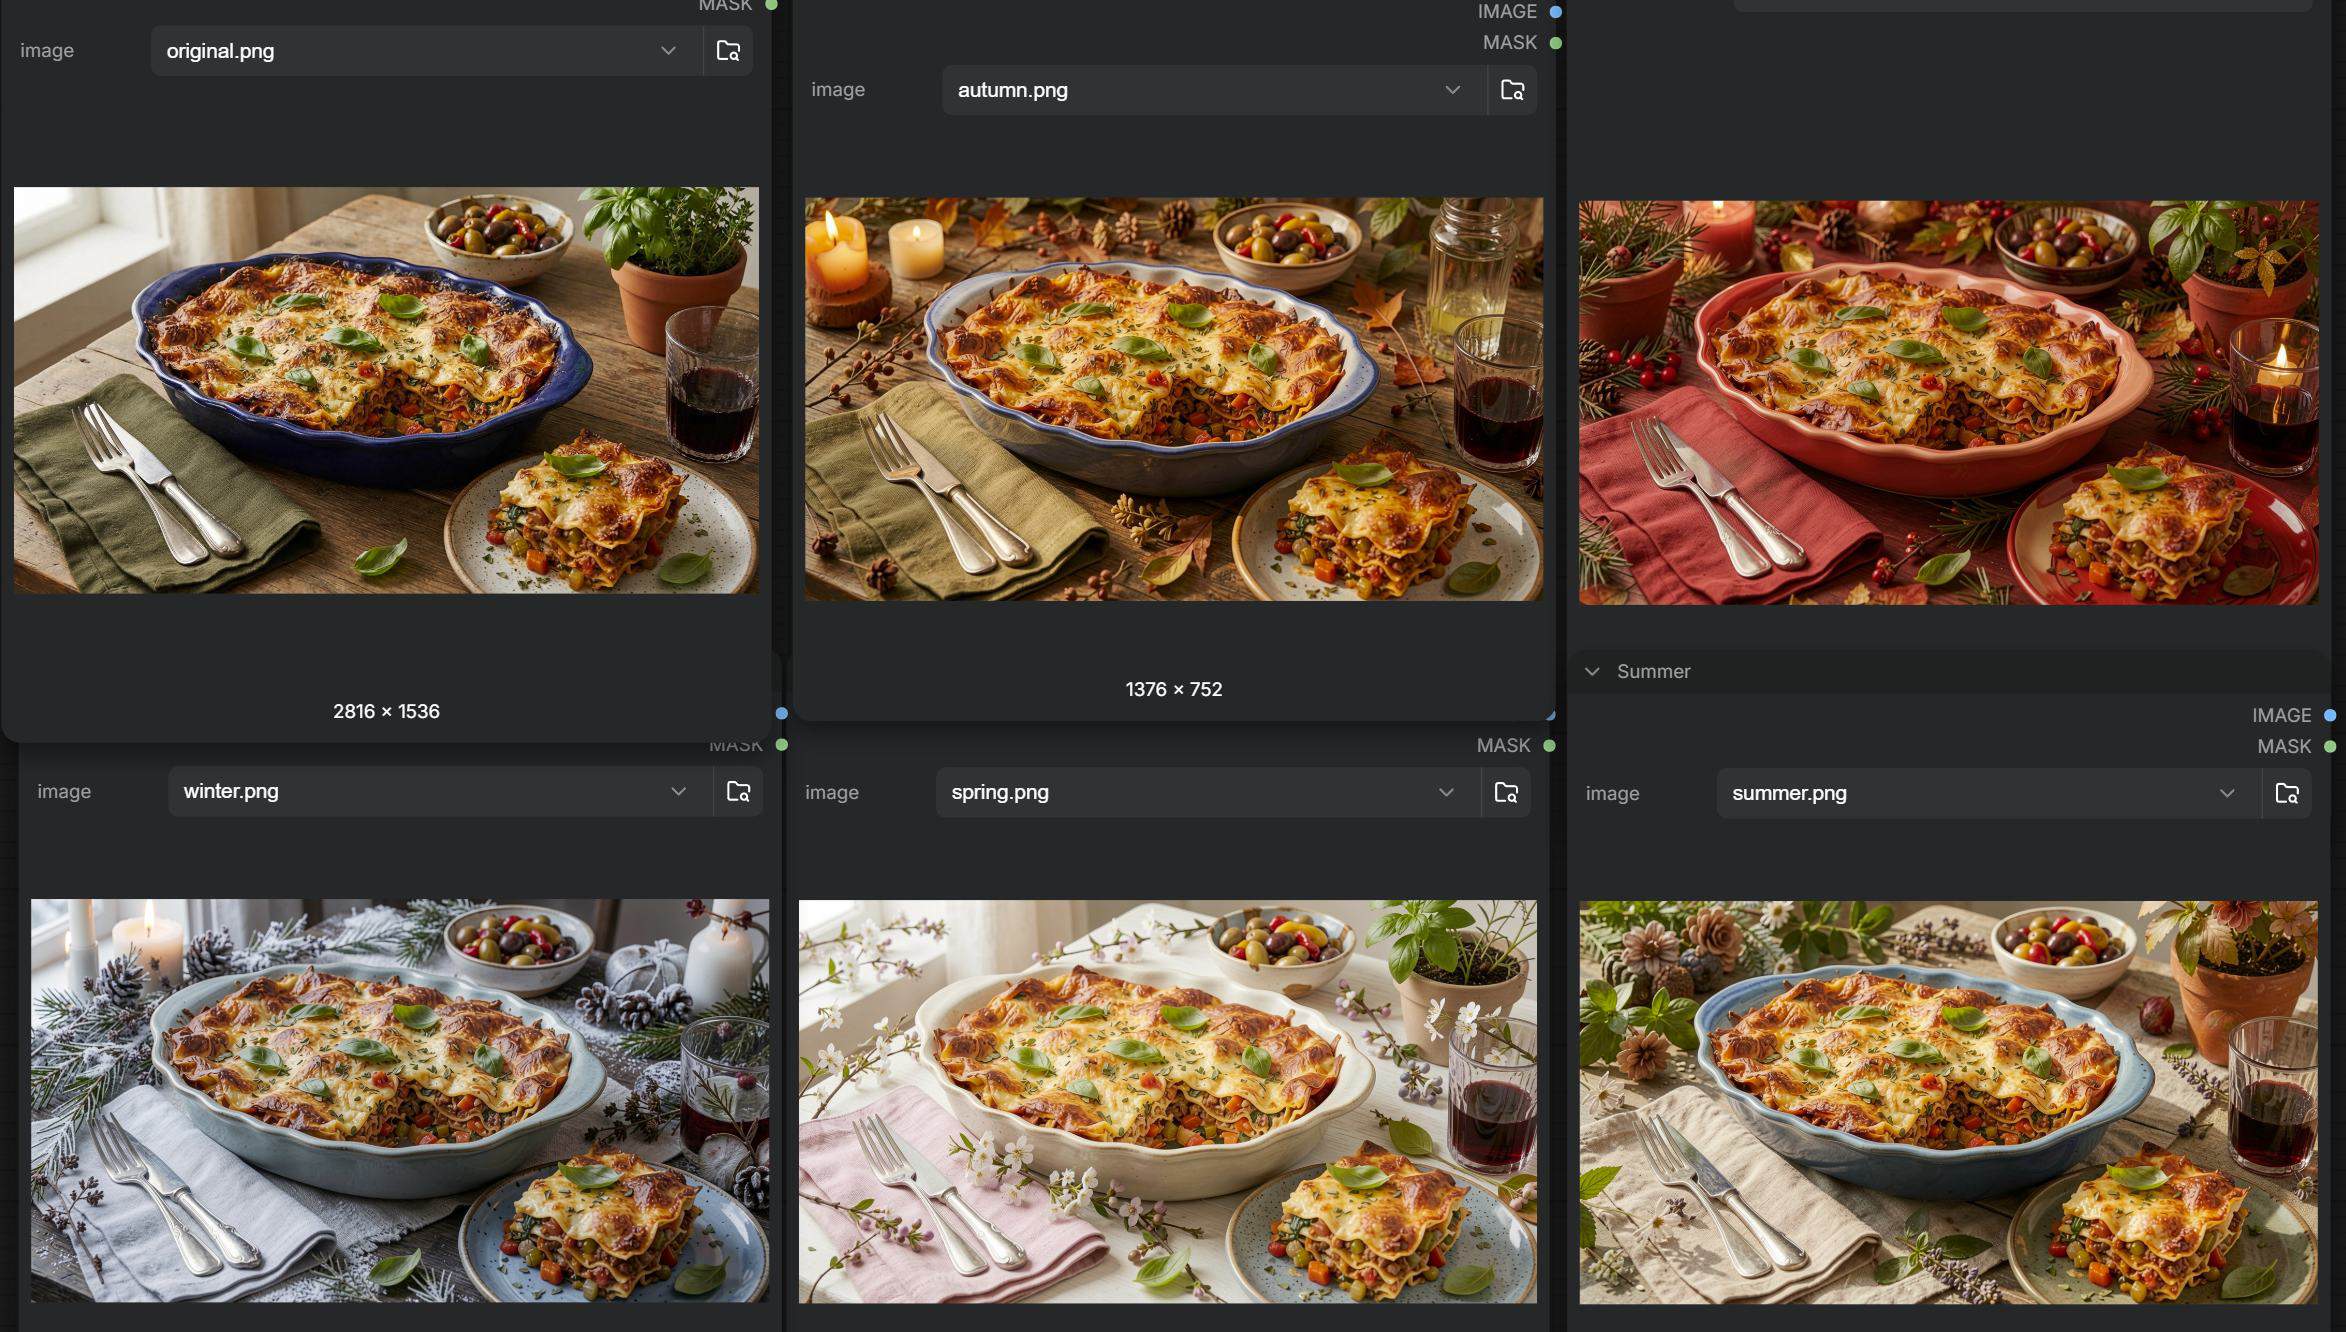 MASK
image original.png
2816 × 1536
IMAGE
MASK
image autumn.png
1376 × 752
MASK
image winter.png
MASK
image spring.png
Summer
IMAGE
MASK
image summer.png